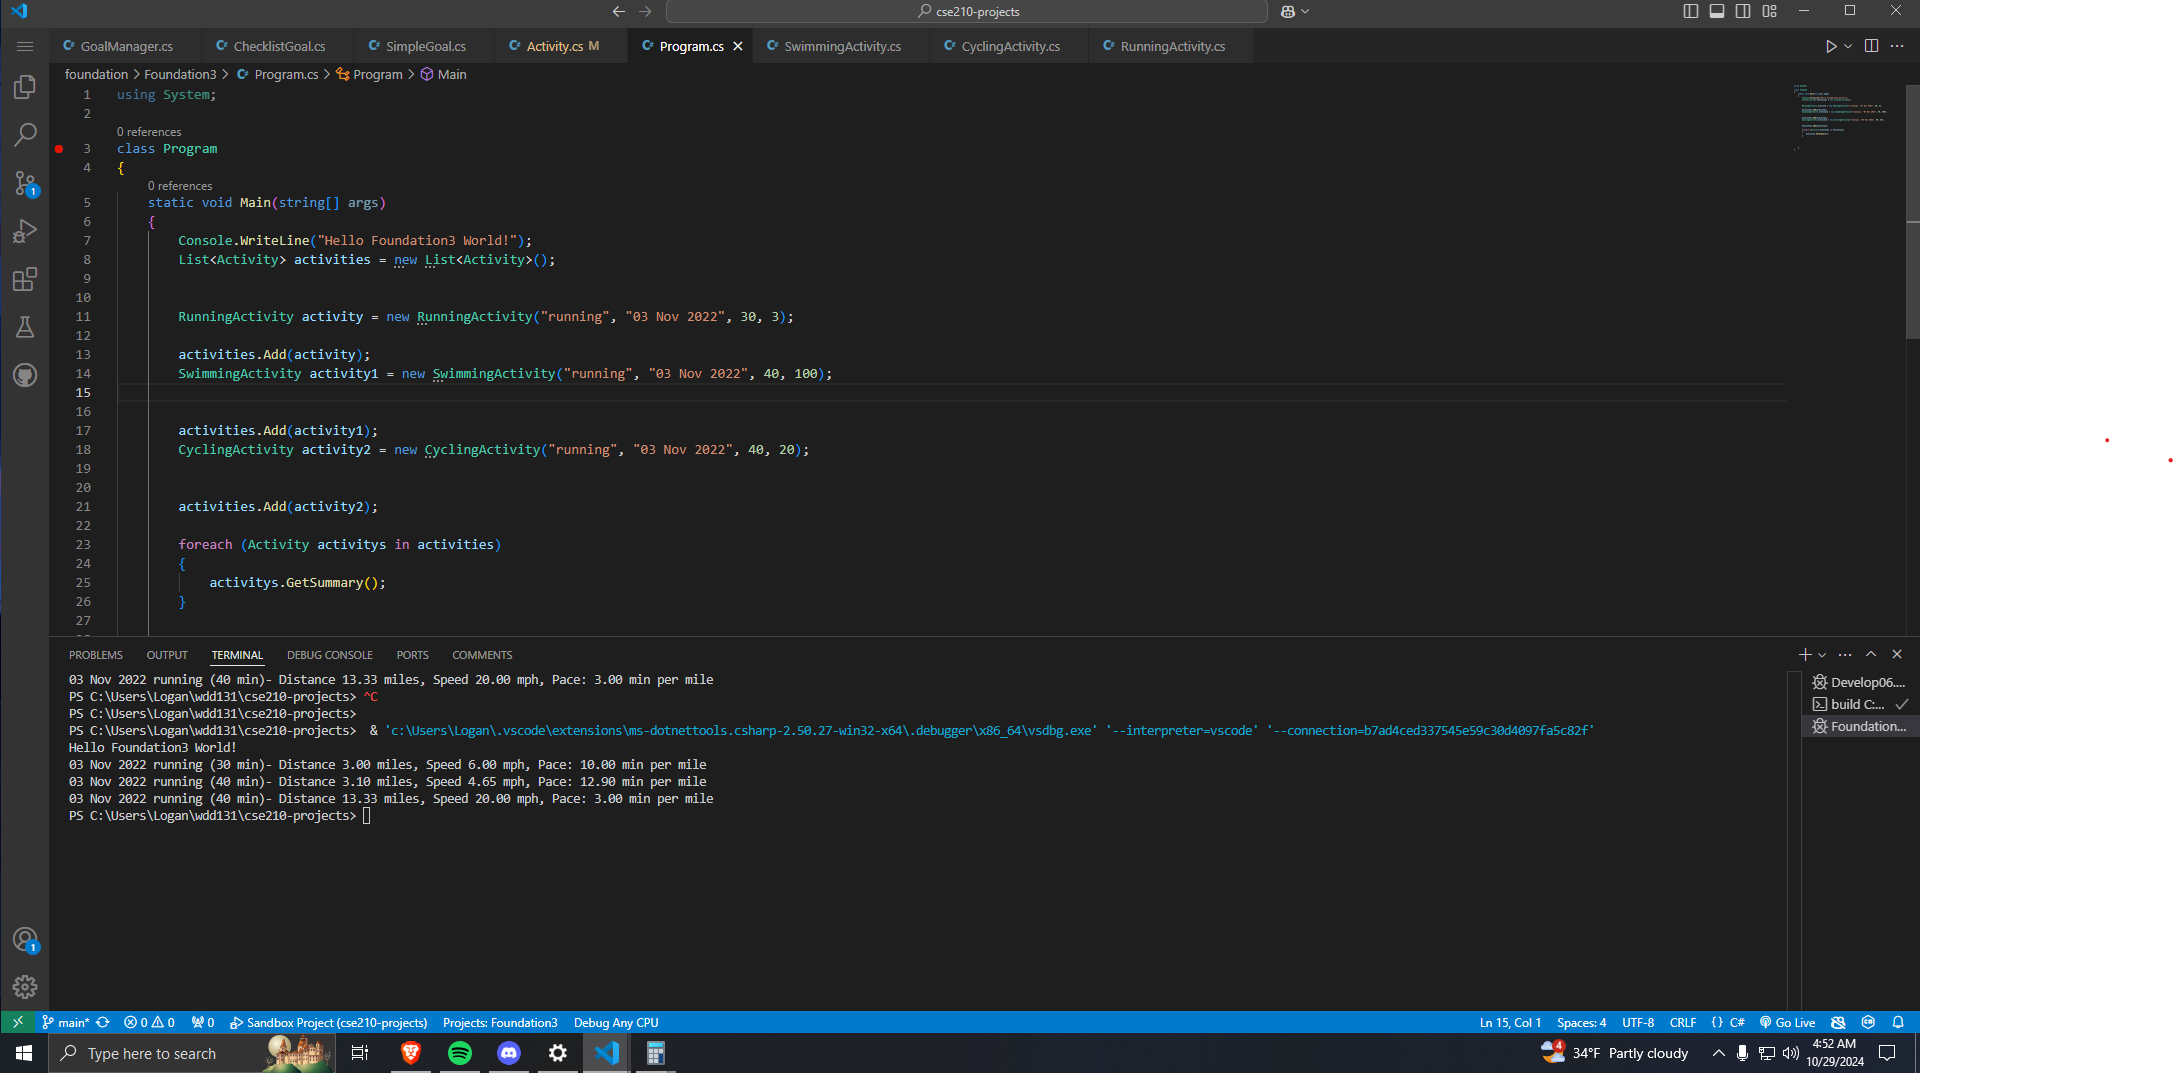 cse210-projects
GoalManager.cs
ChecklistGoal.cs
SimpleGoal.cs
Activity.cs M
Program.cs
SwimmingActivity.cs
CyclingActivity.cs
RunningActivity.cs
foundation > Foundation3 > Program.cs > Program > Main
1 using System;
2
0 references
3 class Program
4 {
0 references
5 static void Main(string[] args)
6 {
7 Console.WriteLine("Hello Foundation3 World!");
8 List<Activity> activities = new List<Activity>();
9
10
11 RunningActivity activity = new RunningActivity("running", "03 Nov 2022", 30, 3);
12
13 activities.Add(activity);
14 SwimmingActivity activity1 = new SwimmingActivity("running", "03 Nov 2022", 40, 100);
15
16
17 activities.Add(activity1);
18 CyclingActivity activity2 = new CyclingActivity("running", "03 Nov 2022", 40, 20);
19
20
21 activities.Add(activity2);
22
23 foreach (Activity activitys in activities)
24 {
25 activitys.GetSummary();
26 }
27
PROBLEMS OUTPUT TERMINAL DEBUG CONSOLE PORTS COMMENTS
03 Nov 2022 running (40 min)- Distance 13.33 miles, Speed 20.00 mph, Pace: 3.00 min per mile
PS C:\Users\Logan\wdd131\cse210-projects> ^C
PS C:\Users\Logan\wdd131\cse210-projects>
PS C:\Users\Logan\wdd131\cse210-projects> & 'c:\Users\Logan\.vscode\extensions\ms-dotnettools.csharp-2.50.27-win32-x64\.debugger\x86_64\vsdbg.exe' '--interpreter=vscode' '--connection=b7ad4ced337545e59c30d4097fa5c82f'
Hello Foundation3 World!
03 Nov 2022 running (30 min)- Distance 3.00 miles, Speed 6.00 mph, Pace: 10.00 min per mile
03 Nov 2022 running (40 min)- Distance 3.10 miles, Speed 4.65 mph, Pace: 12.90 min per mile
03 Nov 2022 running (40 min)- Distance 13.33 miles, Speed 20.00 mph, Pace: 3.00 min per mile
PS C:\Users\Logan\wdd131\cse210-projects>
Develop06....
build C:...
Foundation...
1
1
main* 0 0 0 Sandbox Project (cse210-projects) Projects: Foundation3 Debug Any CPU
Ln 15, Col 1 Spaces: 4 UTF-8 CRLF {} C# Go Live
Type here to search
4 34°F Partly cloudy
4:52 AM
10/29/2024